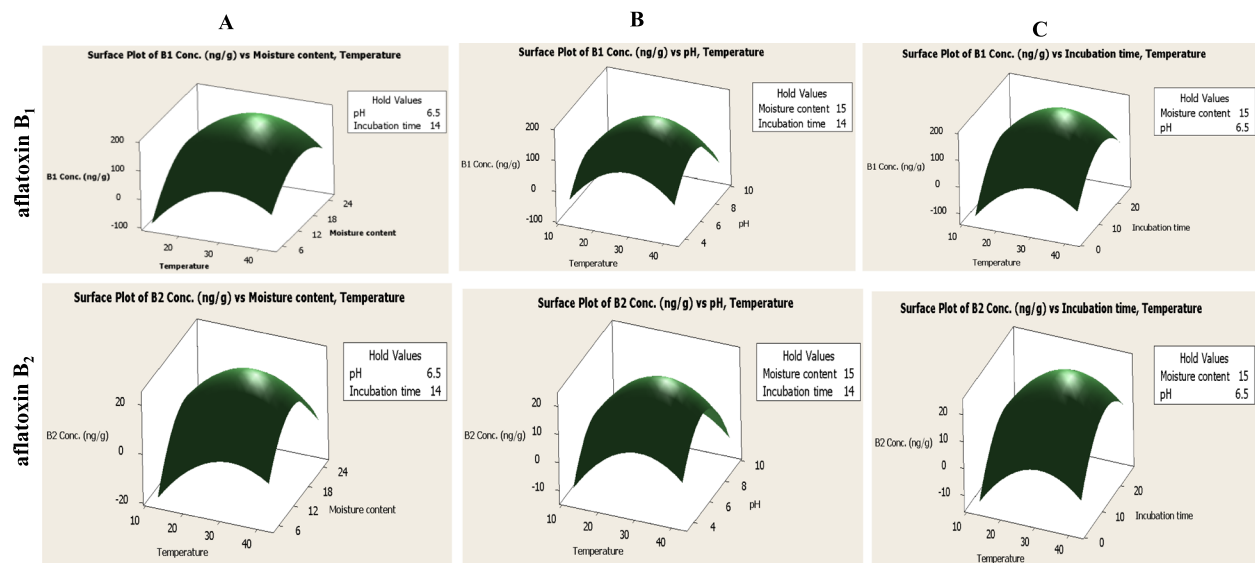 A
B
C
aflatoxin B1
Surface Plot of B1 Conc. (ng/g) vs Moisture content, Temperature
Hold Values
pH 6.5
Incubation time 14
200
100
0
-100
B1 Conc. (ng/g)
20
30
40
Temperature
6
12
18
24
Moisture content
Surface Plot of B1 Conc. (ng/g) vs pH, Temperature
Hold Values
Moisture content 15
Incubation time 14
200
100
0
-100
B1 Conc. (ng/g)
10
20
30
40
Temperature
4
6
8
10
pH
Surface Plot of B1 Conc. (ng/g) vs Incubation time, Temperature
Hold Values
Moisture content 15
pH 6.5
200
100
0
-100
B1 Conc. (ng/g)
10
20
30
40
Temperature
0
10
20
Incubation time
aflatoxin B2
Surface Plot of B2 Conc. (ng/g) vs Moisture content, Temperature
Hold Values
pH 6.5
Incubation time 14
20
0
-20
B2 Conc. (ng/g)
10
20
30
40
Temperature
6
12
18
24
Moisture content
Surface Plot of B2 Conc. (ng/g) vs pH, Temperature
Hold Values
Moisture content 15
Incubation time 14
20
10
0
-10
B2 Conc. (ng/g)
10
20
30
40
Temperature
4
6
8
10
pH
Surface Plot of B2 Conc. (ng/g) vs Incubation time, Temperature
Hold Values
Moisture content 15
pH 6.5
20
10
0
-10
B2 Conc. (ng/g)
10
20
30
40
Temperature
0
10
20
Incubation time